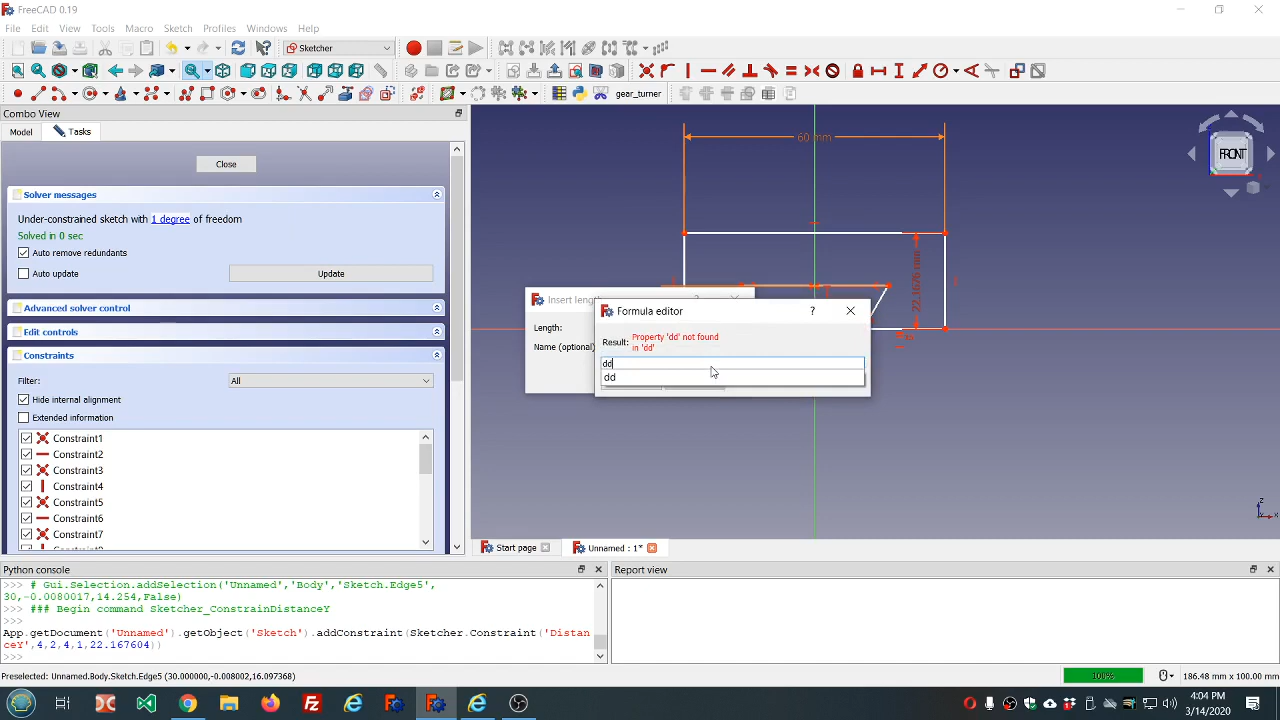 FreeCAD 0.19
File Edit View Tools Macro Sketch Profiles Windows Help
Sketcher
gear_turner
Combo View
Model Tasks
Close
Solver messages
Under-constrained sketch with 1 degree of freedom
Solved in 0 sec
Auto remove redundants
Auto update Update
Advanced solver control
Edit controls
Constraints
Filter: All
Hide internal alignment
Extended information
Constraint1
Constraint2
Constraint3
Constraint4
Constraint5
Constraint6
Constraint7
60 mm
22.1676 mm
FRONT
Insert length
Length:
Name (optional)
Formula editor
?
Result: Property 'dd' not found
in 'dd'
dd
dd
Start page Unnamed : 1*
Python console
>>> # Gui.Selection.addSelection('Unnamed','Body','Sketch.Edge5',
30,-0.0080017,14.254,False)
>>> ### Begin command Sketcher_ConstrainDistanceY
>>>
App.getDocument('Unnamed').getObject('Sketch').addConstraint(Sketcher.Constraint('Distan
ceY',4,2,4,1,22.167604))
>>>
Report view
Preselected: Unnamed.Body.Sketch.Edge5 (30.000000,-0.008002,16.097368)
100%
186.48 mm x 100.00 mm
4:04 PM
3/14/2020